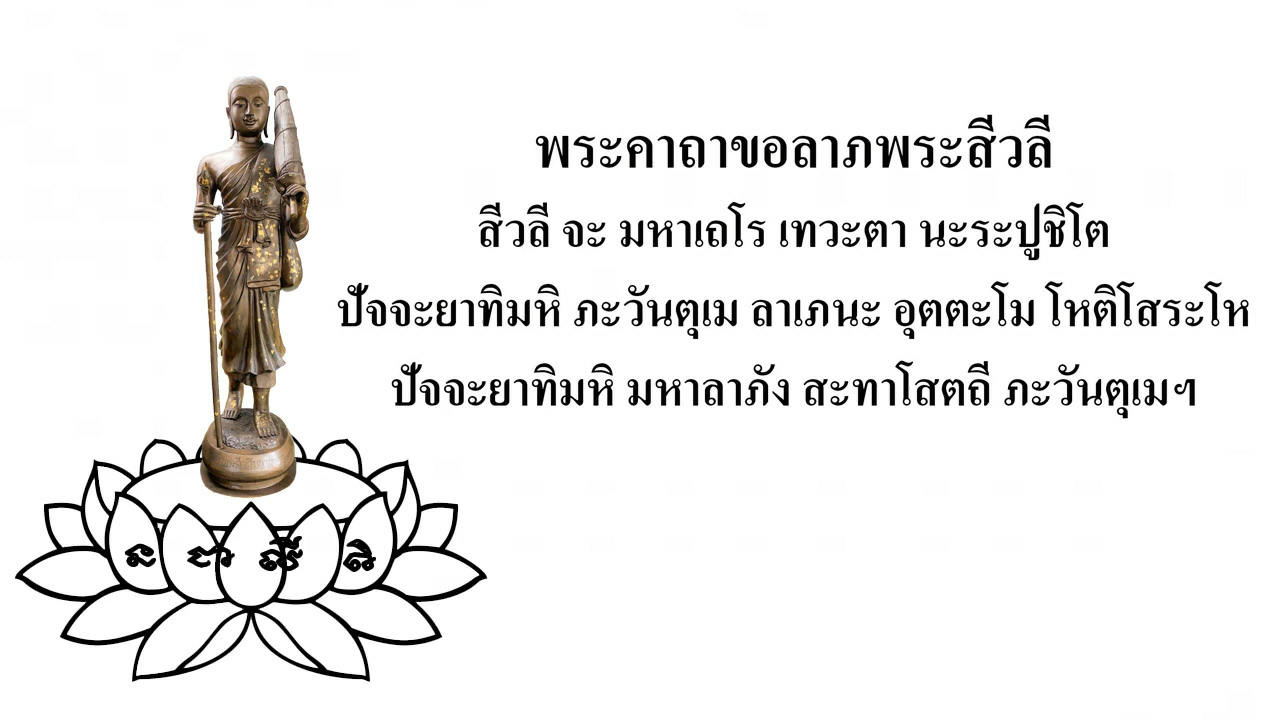 พระคาถาขอลาภพระสีวลี
สีวลี จะ มหาเถโร เทวะตา นะระปูชิโต
ปัจจะยาทิมหิ ภะวันตุเม ลาเภนะ อุตตะโม โหติโสระโห
ปัจจะยาทิมหิ มหาลาภัง สะทาโสตถี ภะวันตุเมฯ